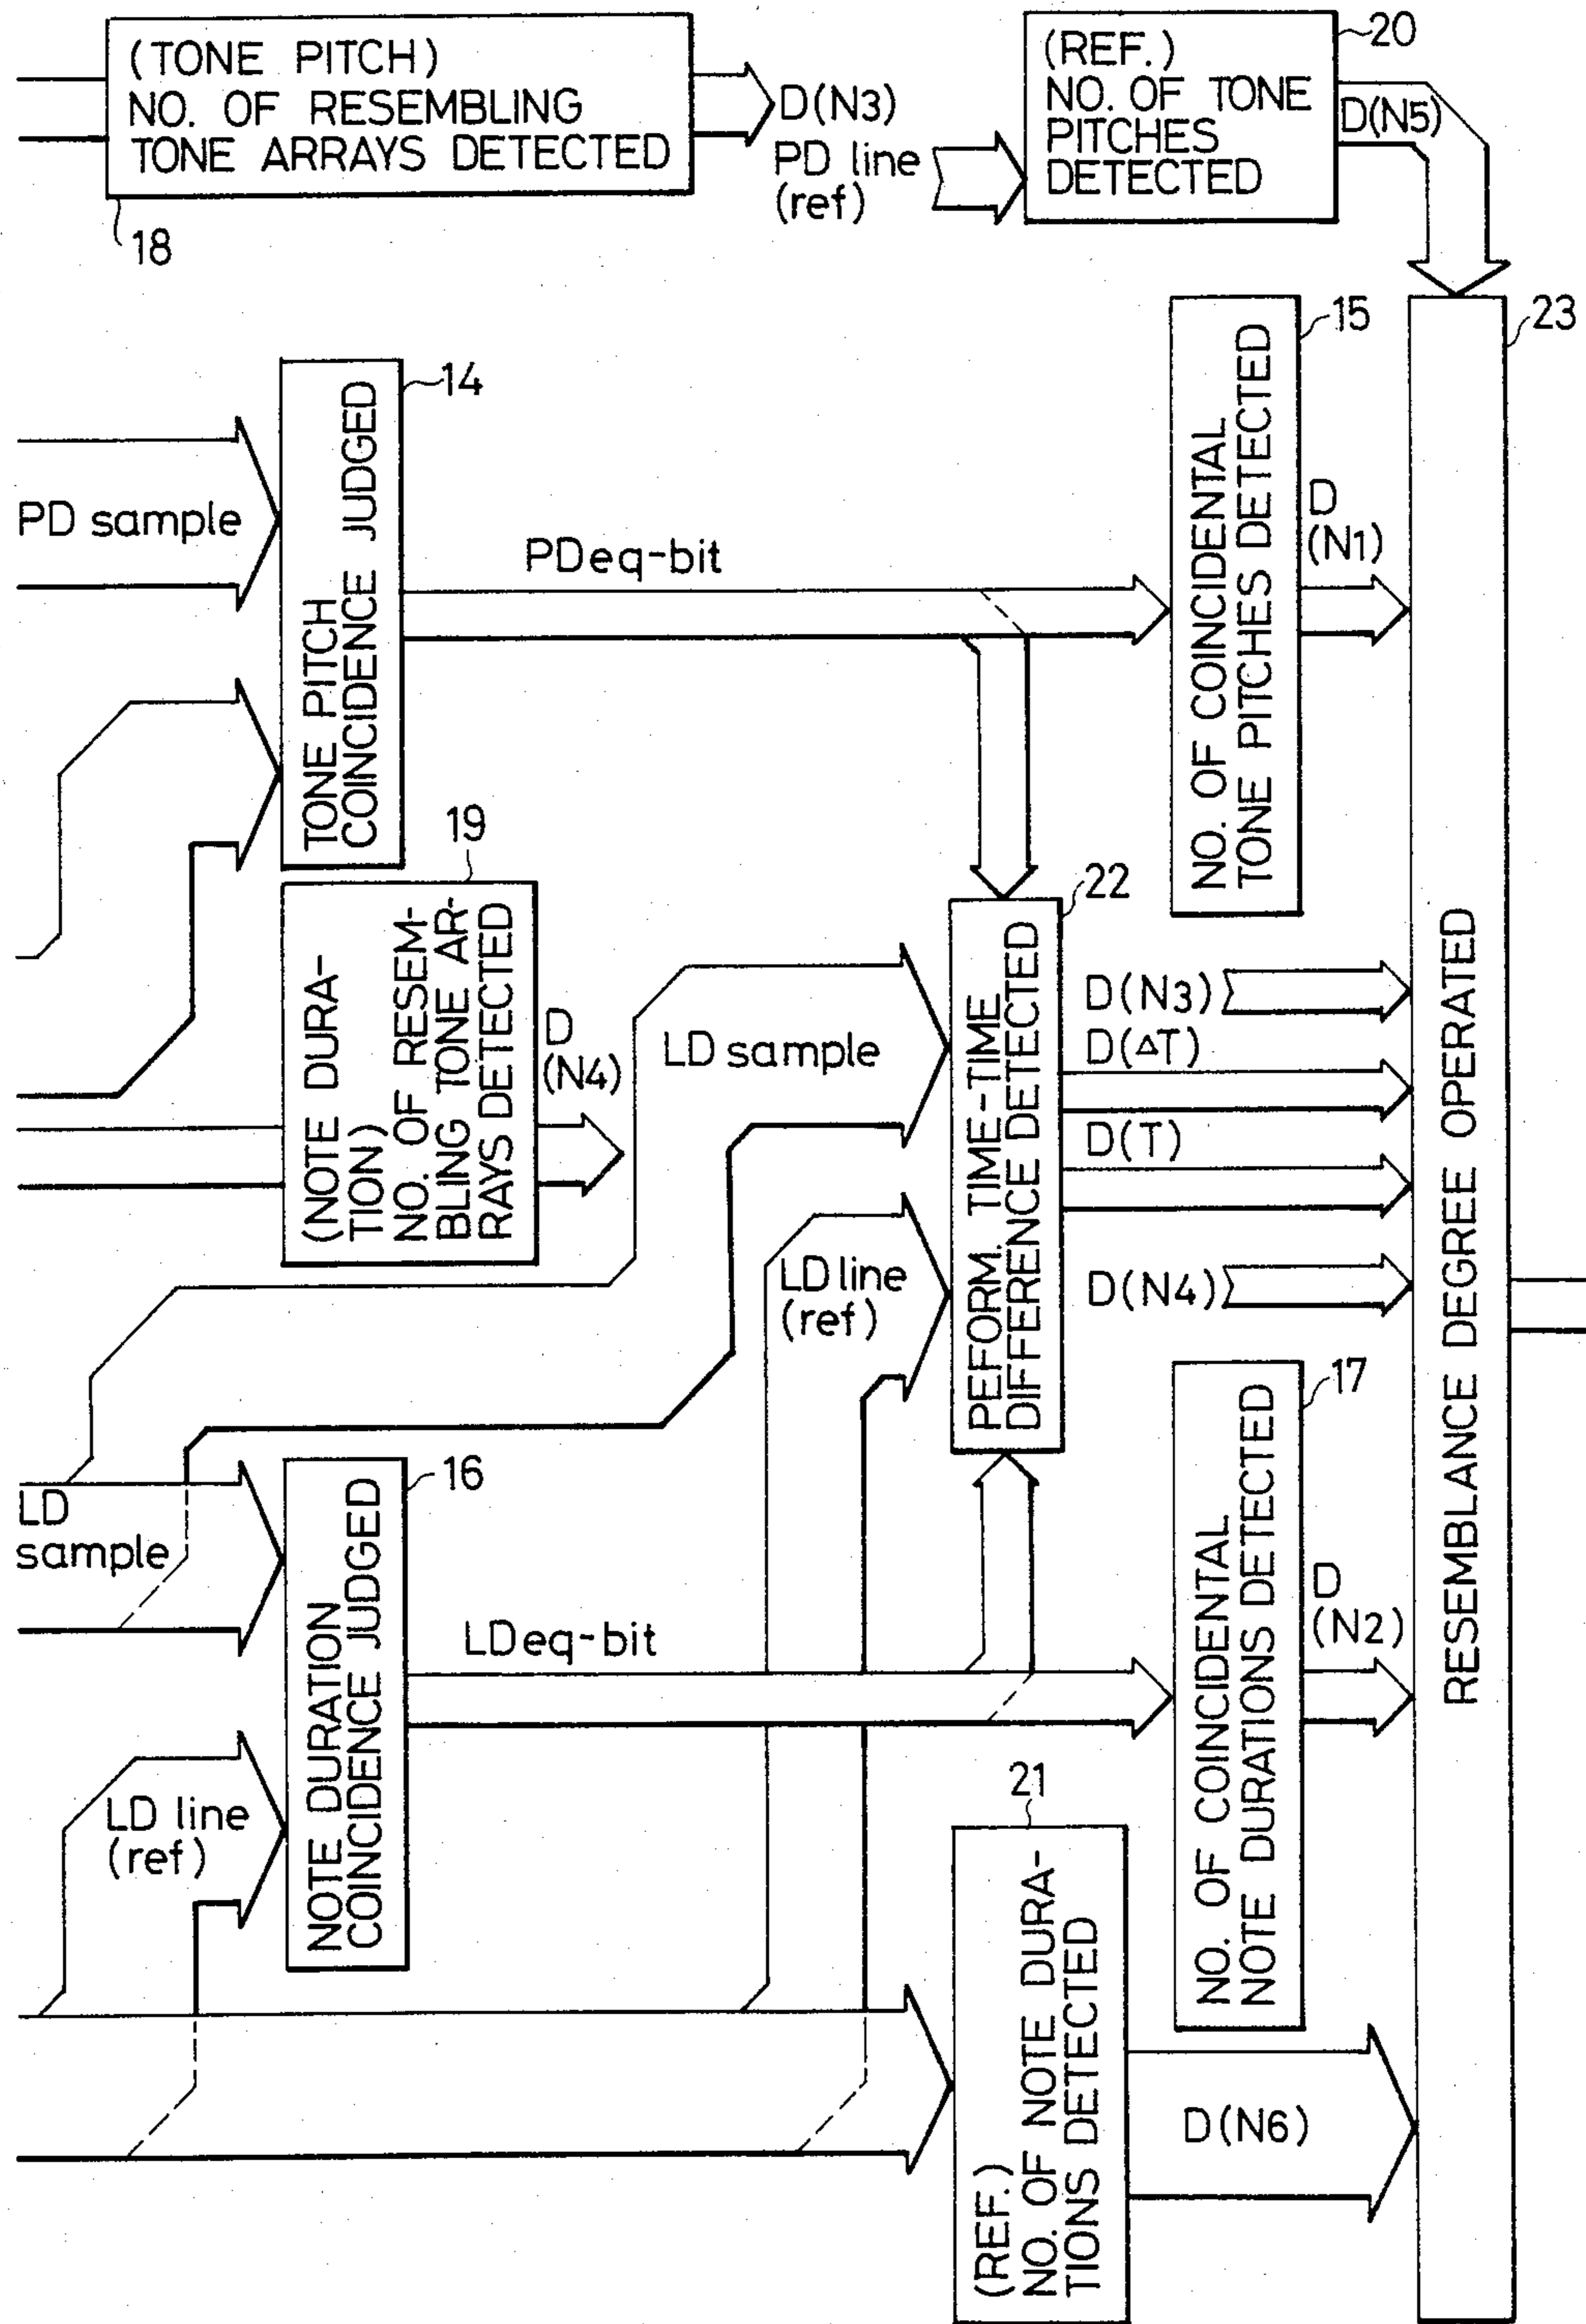 (TONE PITCH)
NO. OF RESEMBLING
TONE ARRAYS DETECTED
18
D(N3)
PD line
(ref)
(REF.)
NO. OF TONE
PITCHES
DETECTED
20
D(N5)
PD sample
TONE PITCH
COINCIDENCE JUDGED
14
PDeq-bit
NO. OF COINCIDENTAL
TONE PITCHES DETECTED
15
D
(N1)
23
RESEMBLANCE DEGREE OPERATED
19
(NOTE DURA-
TION)
NO. OF RESEM-
BLING TONE AR-
RAYS DETECTED
D
(N4)
LD sample
LD line
(ref)
22
PEFORM. TIME-TIME
DIFFERENCE DETECTED
D(N3)
D(ΔT)
D(T)
D(N4)
LD
sample
16
NOTE DURATION
COINCIDENCE JUDGED
LDeq-bit
17
NO. OF COINCIDENTAL
NOTE DURATIONS DETECTED
D
(N2)
LD line
(ref)
21
(REF.)
NO. OF NOTE DURA-
TIONS DETECTED
D(N6)